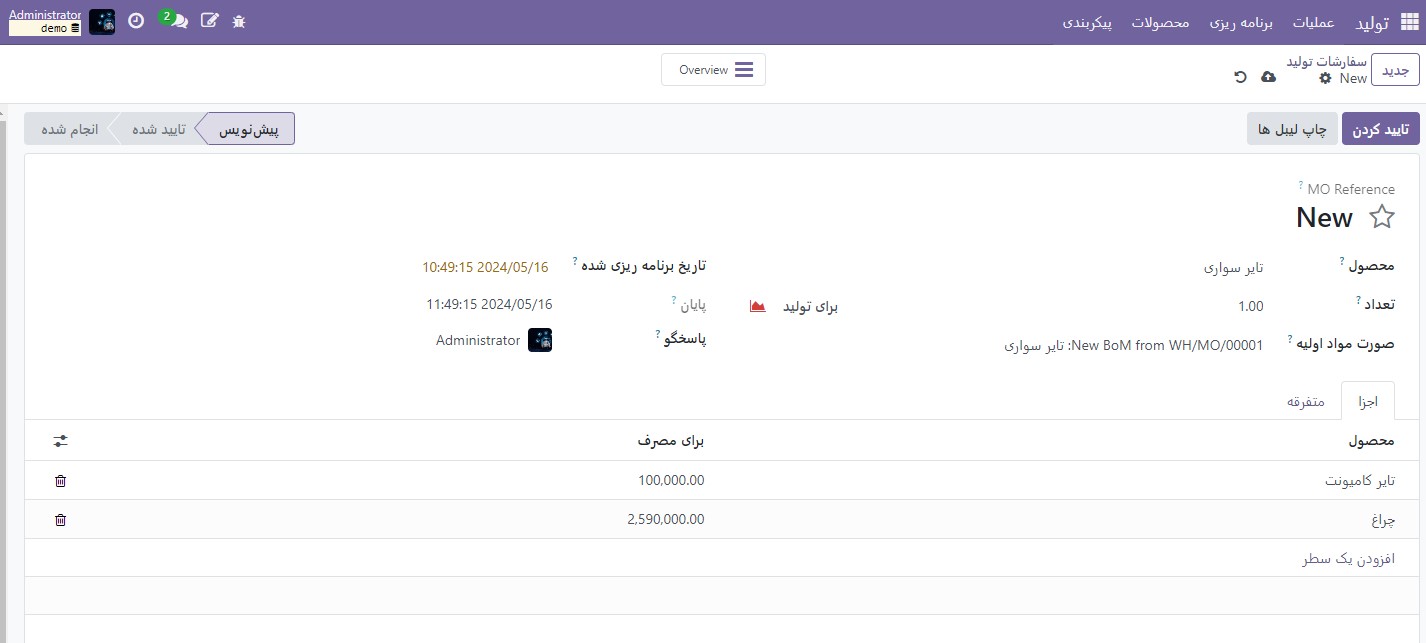 تولید عملیات برنامه ریزی محصولات پیکربندی 2 Administrator
demo
جدید سفارشات تولید Overview
New
تایید کردن چاپ لیبل ها پیش‌نویس تایید شده انجام شده
MO Reference ?
New
محصول ? تایر سواری تاریخ برنامه ریزی شده ? 2024/05/16 10:49:15
تعداد ? 1.00 برای تولید پایان ? 2024/05/16 11:49:15
صورت مواد اولیه ? New BoM from WH/MO/00001: تایر سواری پاسخگو ? Administrator
اجزا متفرقه
محصول برای مصرف
تایر کامیونت 100,000.00
چراغ 2,590,000.00
افزودن یک سطر